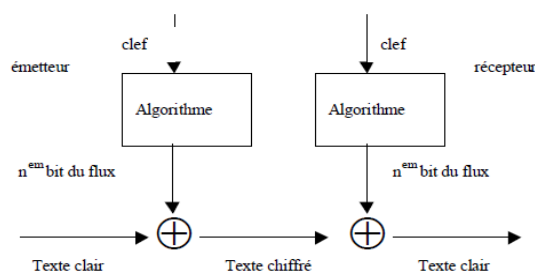 clef clef
émetteur récepteur
Algorithme Algorithme
n^em bit du flux n^em bit du flux
Texte clair Texte chiffré Texte clair